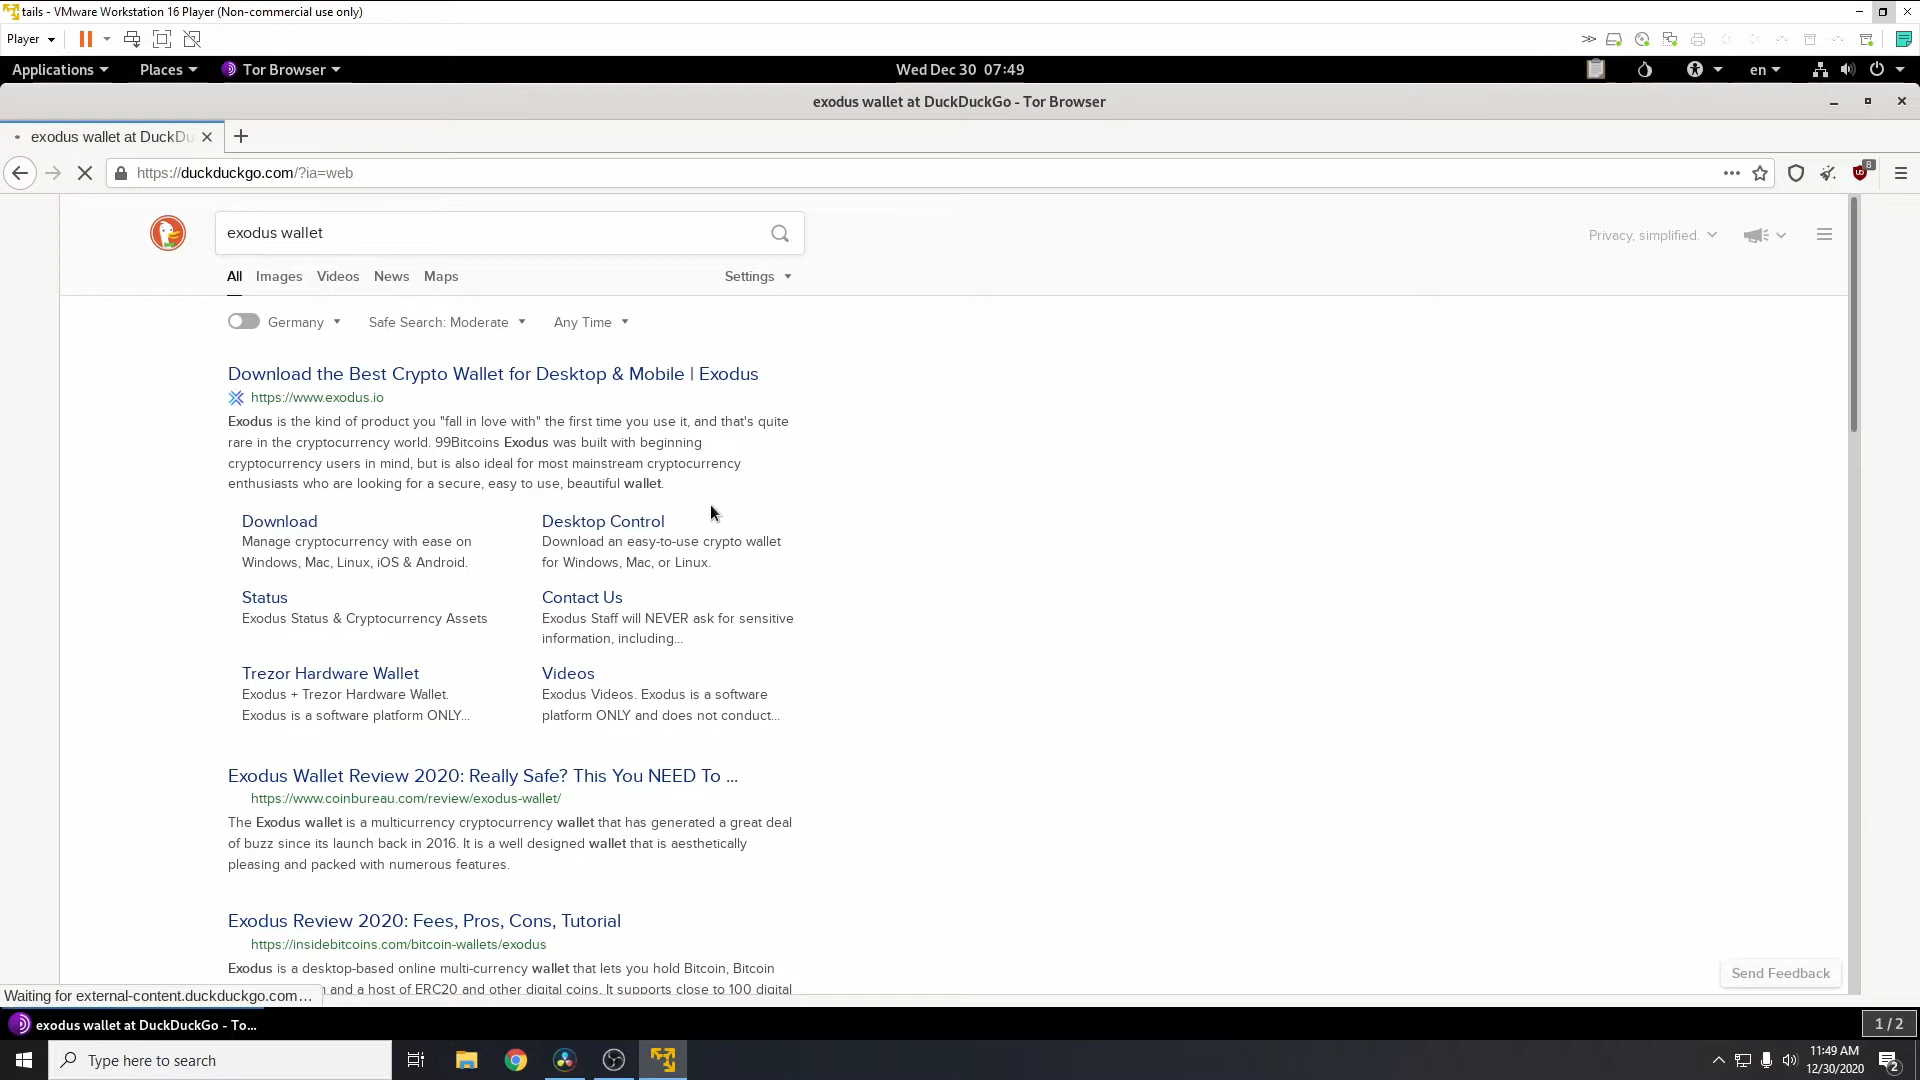 tails - VMware Workstation 16 Player (Non-commercial use only)
Player
Applications Places Tor Browser Wed Dec 30 07:49 en
exodus wallet at DuckDuckGo - Tor Browser
exodus wallet at DuckDu
https://duckduckgo.com/?ia=web
8
exodus wallet
Privacy, simplified.
All Images Videos News Maps Settings
Germany Safe Search: Moderate Any Time
Download the Best Crypto Wallet for Desktop & Mobile | Exodus
https://www.exodus.io
Exodus is the kind of product you "fall in love with" the first time you use it, and that's quite
rare in the cryptocurrency world. 99Bitcoins Exodus was built with beginning
cryptocurrency users in mind, but is also ideal for most mainstream cryptocurrency
enthusiasts who are looking for a secure, easy to use, beautiful wallet.
Download
Manage cryptocurrency with ease on
Windows, Mac, Linux, iOS & Android.
Desktop Control
Download an easy-to-use crypto wallet
for Windows, Mac, or Linux.
Status
Exodus Status & Cryptocurrency Assets
Contact Us
Exodus Staff will NEVER ask for sensitive
information, including...
Trezor Hardware Wallet
Exodus + Trezor Hardware Wallet.
Exodus is a software platform ONLY...
Videos
Exodus Videos. Exodus is a software
platform ONLY and does not conduct...
Exodus Wallet Review 2020: Really Safe? This You NEED To ...
https://www.coinbureau.com/review/exodus-wallet/
The Exodus wallet is a multicurrency cryptocurrency wallet that has generated a great deal
of buzz since its launch back in 2016. It is a well designed wallet that is aesthetically
pleasing and packed with numerous features.
Exodus Review 2020: Fees, Pros, Cons, Tutorial
https://insidebitcoins.com/bitcoin-wallets/exodus
Exodus is a desktop-based online multi-currency wallet that lets you hold Bitcoin, Bitcoin
and a host of ERC20 and other digital coins. It supports close to 100 digital
Send Feedback
Waiting for external-content.duckduckgo.com…
exodus wallet at DuckDuckGo - To...
1 / 2
Type here to search
11:49 AM
12/30/2020
2